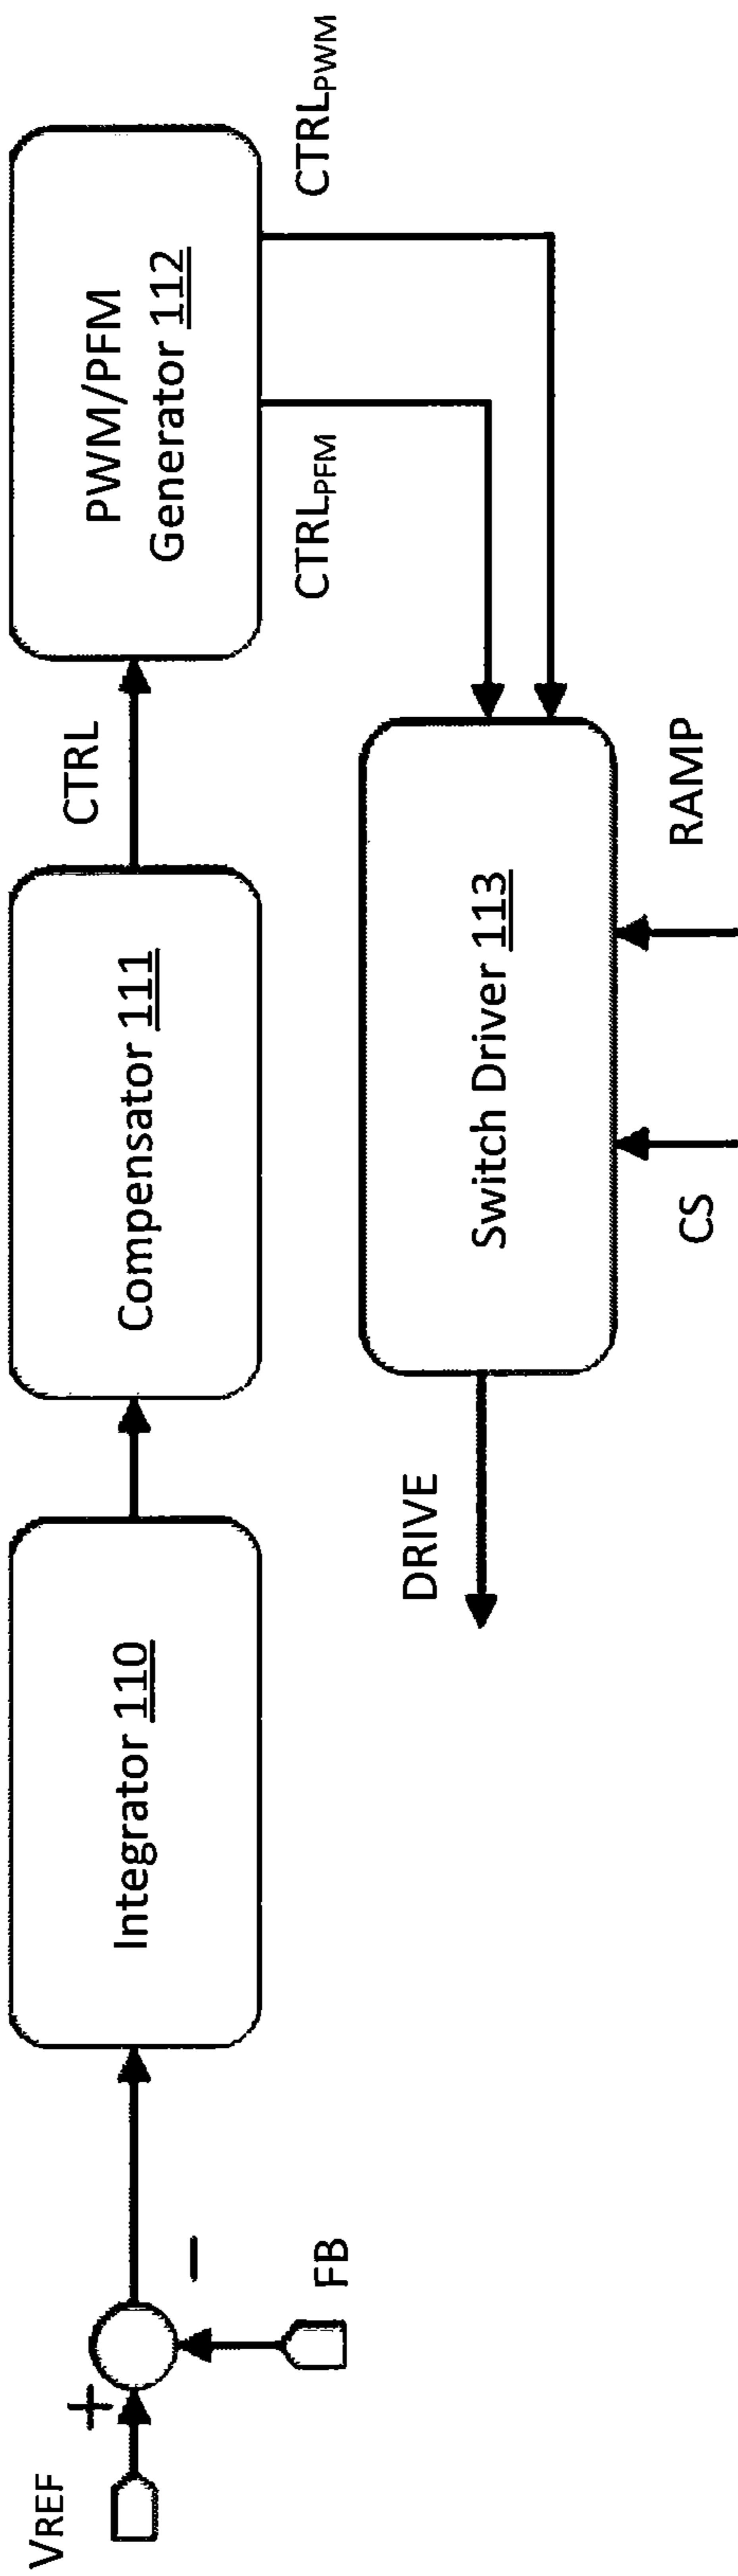 VREF
+
−
FB
Integrator 110
Compensator 111
CTRL
PWM/PFM
Generator 112
CTRLPFM
CTRLPWM
DRIVE
Switch Driver 113
CS
RAMP